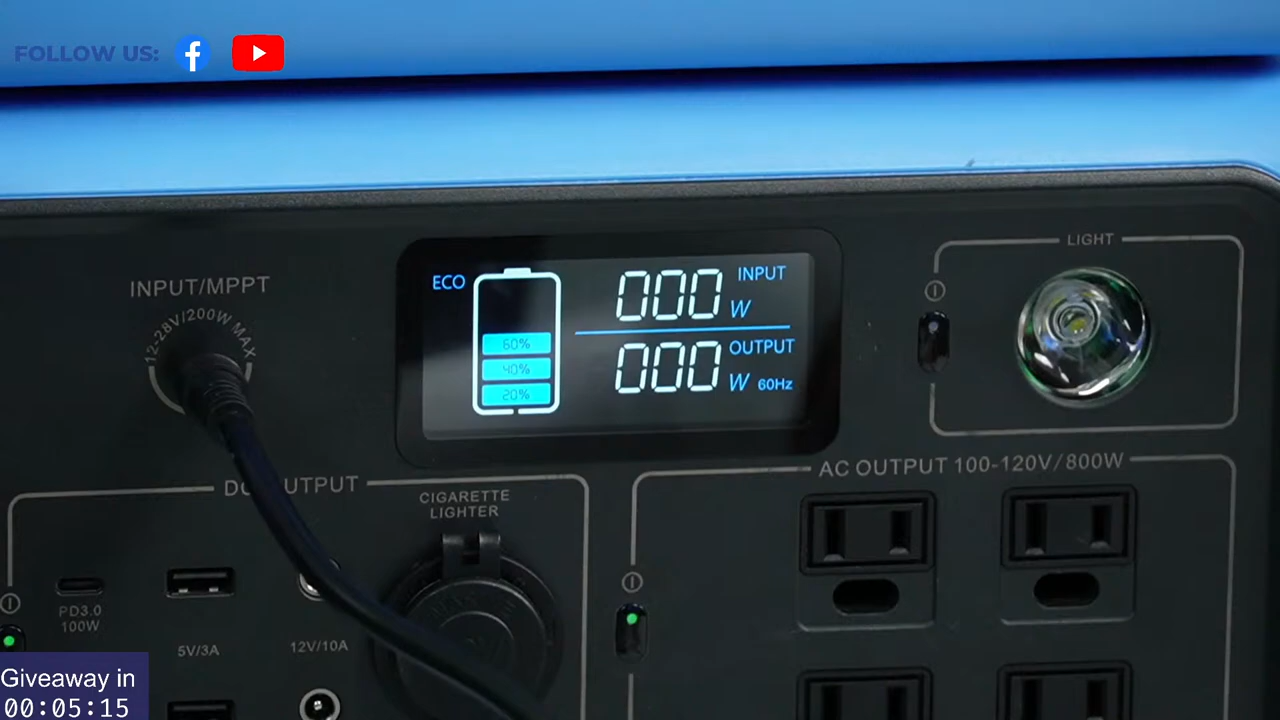 FOLLOW US:
INPUT/MPPT
12-28V/200W MAX
ECO
60%
40%
20%
000 INPUT
W
000 OUTPUT
W 60Hz
LIGHT
OUTPUT
CIGARETTE
LIGHTER
AC OUTPUT 100-120V/800W
PD3.0
100W
5V/3A
12V/10A
Giveaway in
00:05:15